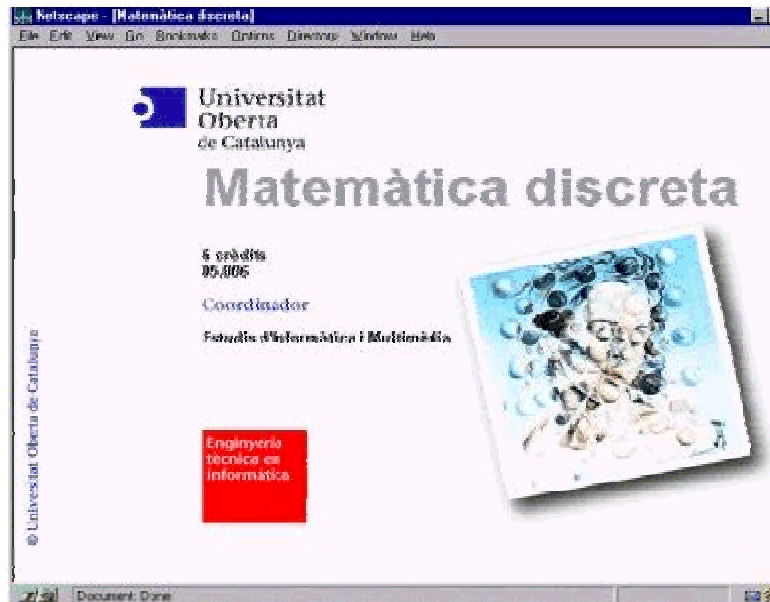 Netscape - [Matemàtica discreta]
File Edit View Go Bookmarks Options Directory Window Help
Universitat
Oberta
de Catalunya
Matemàtica discreta
6 crèdits
05.006
Coordinador
Estudis d'Informàtica i Multimèdia
Enginyeria
tècnica en
informàtica
© Universitat Oberta de Catalunya
Document: Done